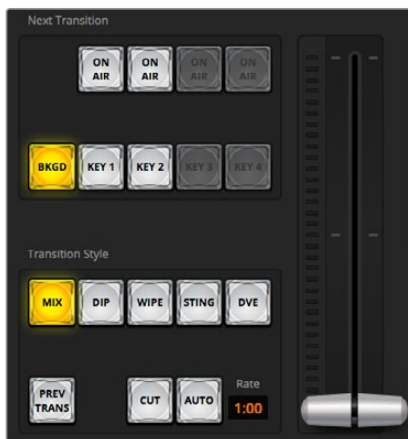 Next Transition
ON AIR ON AIR ON AIR ON AIR
BKGD KEY 1 KEY 2 KEY 3 KEY 4
Transition Style
MIX DIP WIPE STING DVE
Rate
PREV TRANS CUT AUTO 1:00